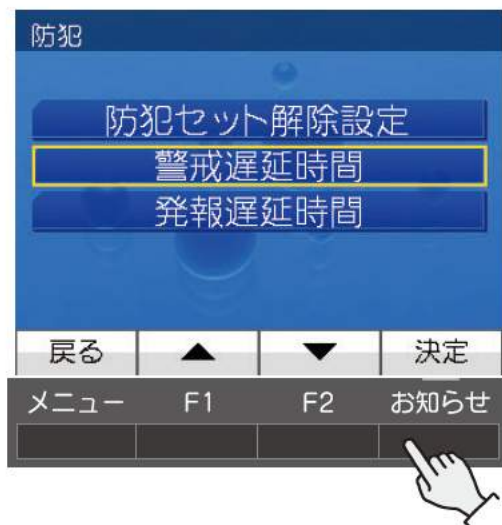 防犯
防犯セット解除設定
警戒遅延時間
発報遅延時間
戻る ▲ ▼ 決定
メニュー F1 F2 お知らせ